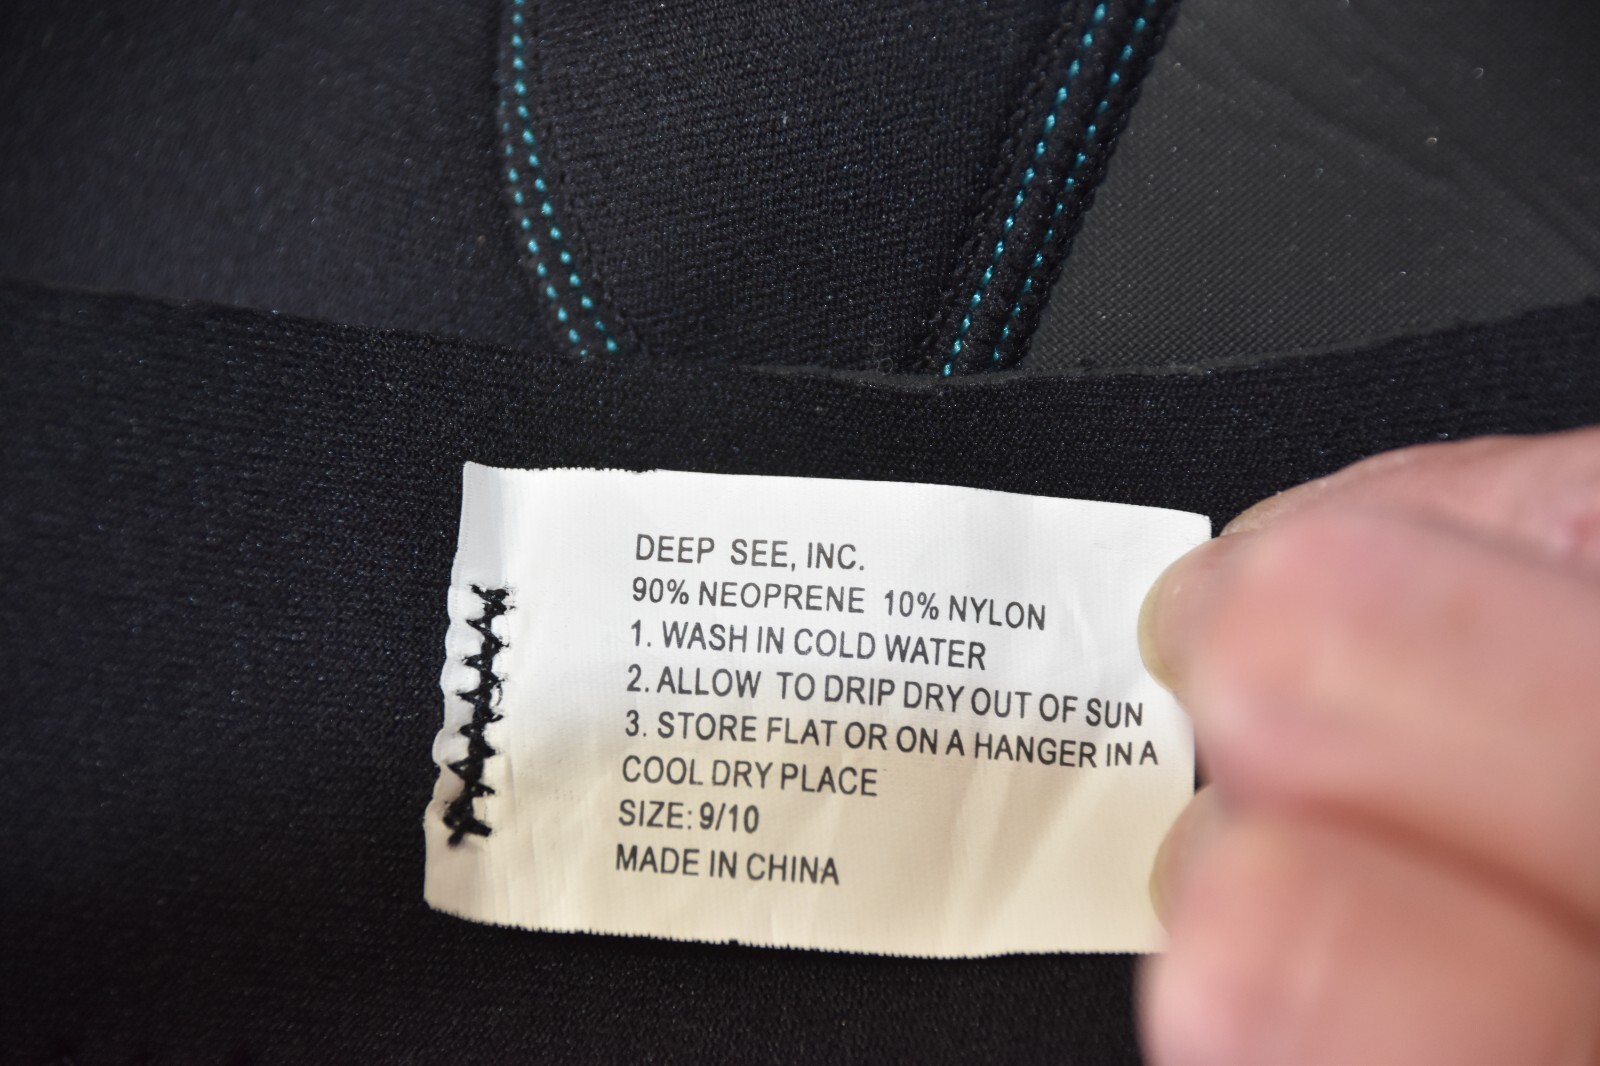 DEEP SEE, INC.
90% NEOPRENE 10% NYLON
1. WASH IN COLD WATER
2. ALLOW TO DRIP DRY OUT OF SUN
3. STORE FLAT OR ON A HANGER IN A
COOL DRY PLACE
SIZE: 9/10
MADE IN CHINA